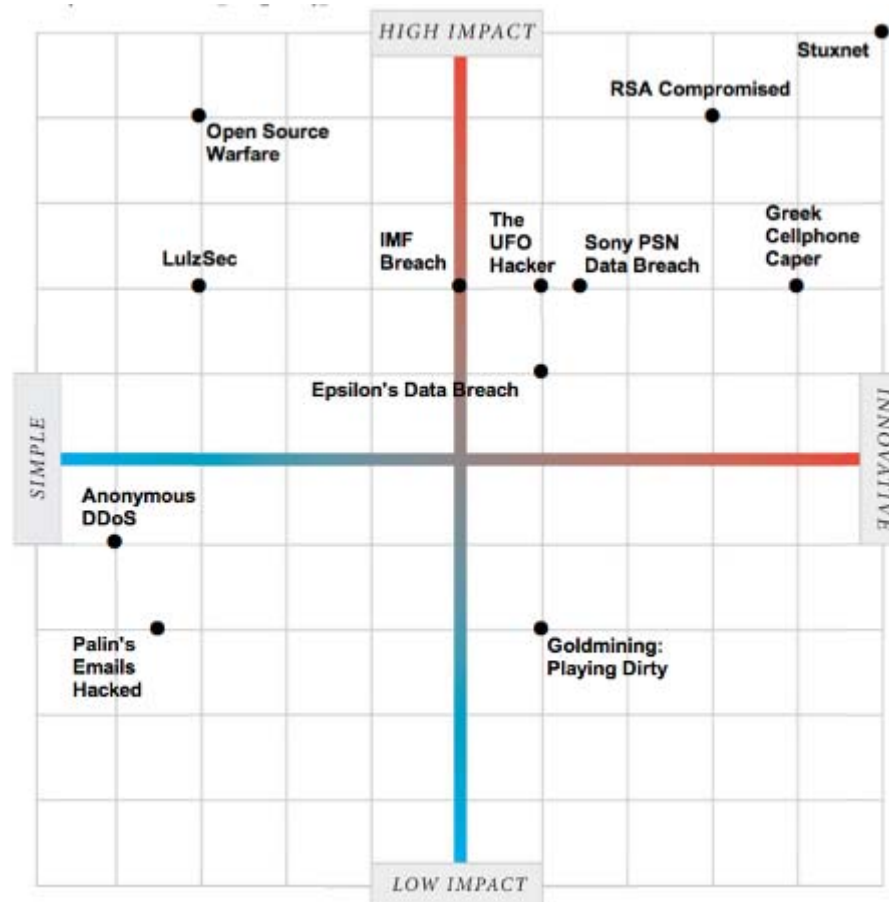 HIGH IMPACT
Stuxnet
RSA Compromised
Open Source
Warfare
LulzSec
IMF
Breach
The
UFO
Hacker
Sony PSN
Data Breach
Greek
Cellphone
Caper
Epsilon's Data Breach
SIMPLE
INNOVATIVE
Anonymous
DDoS
Palin's
Emails
Hacked
Goldmining:
Playing Dirty
LOW IMPACT